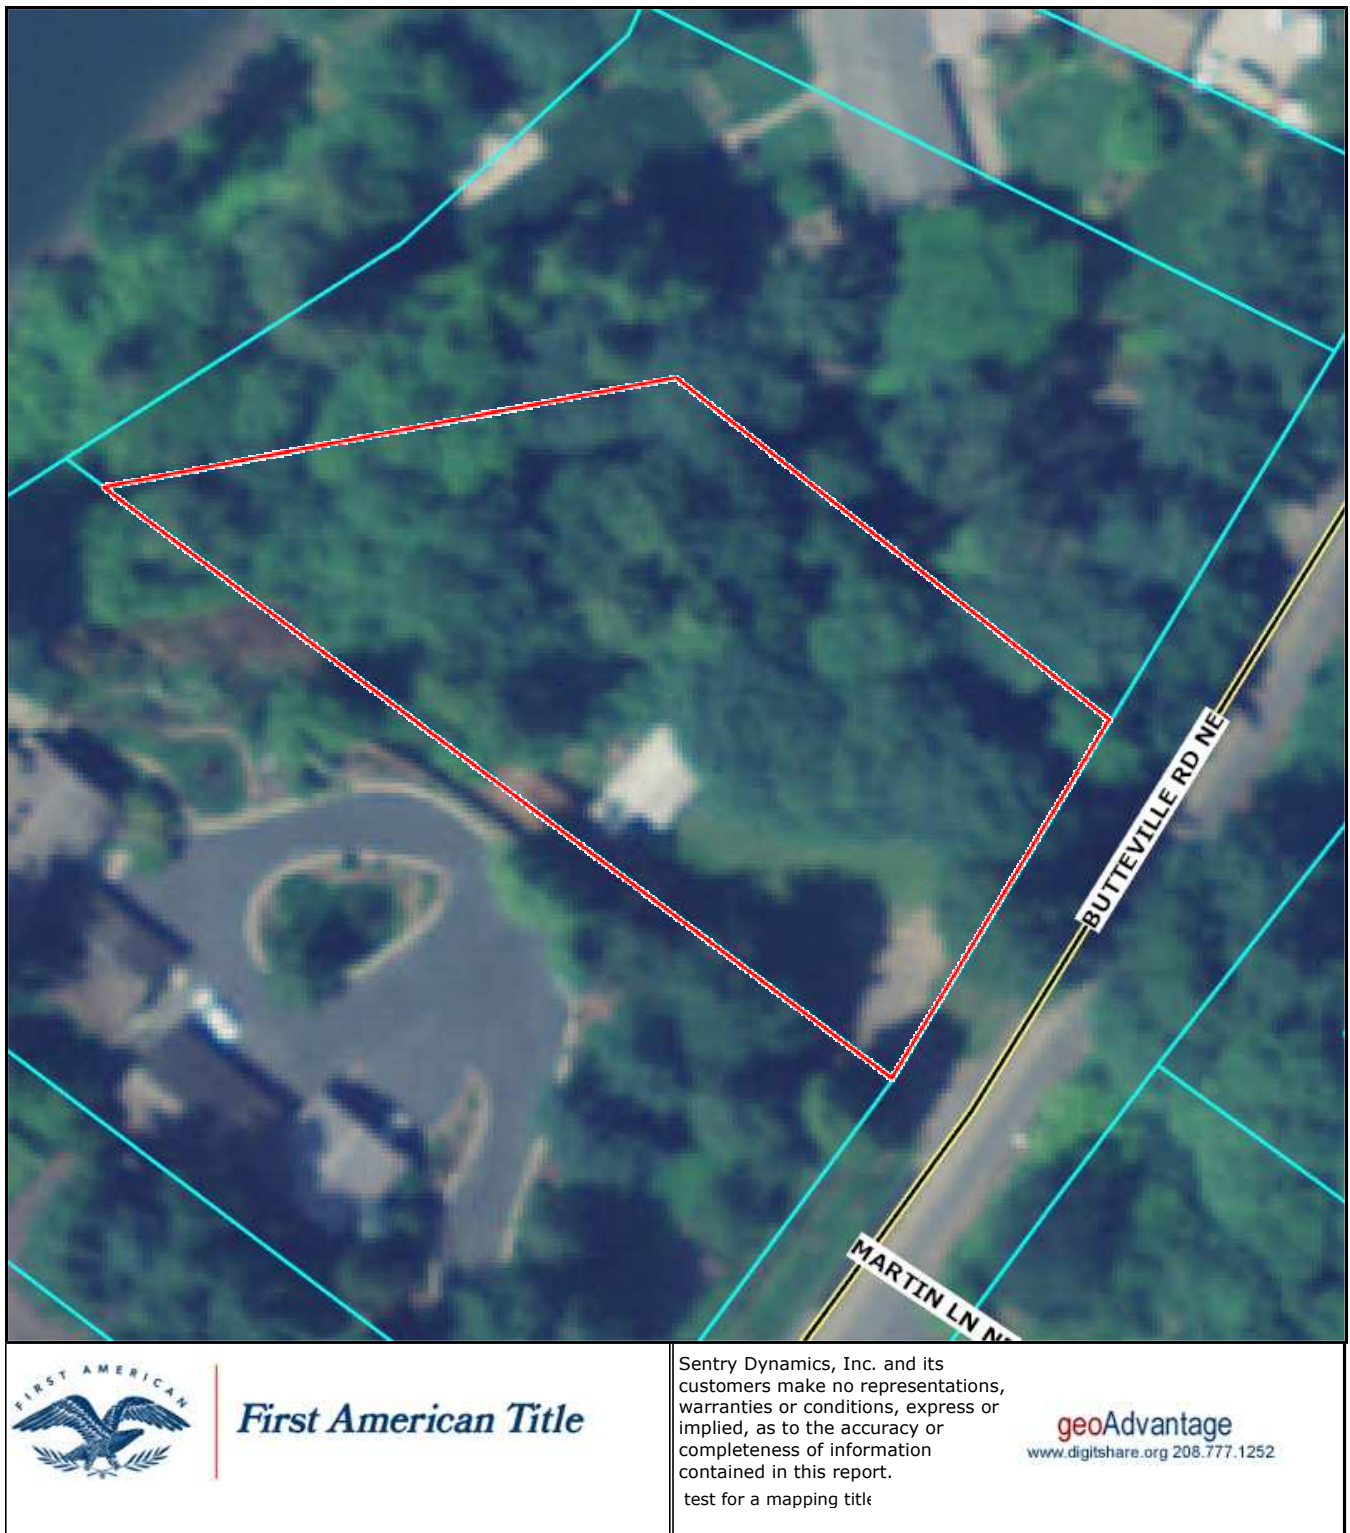 BUTTEVILLE RD NE
MARTIN LN NE
FIRST AMERICAN
First American Title
Sentry Dynamics, Inc. and its
customers make no representations,
warranties or conditions, express or
implied, as to the accuracy or
completeness of information
contained in this report.
test for a mapping title
geoAdvantage
www.digitshare.org 208.777.1252